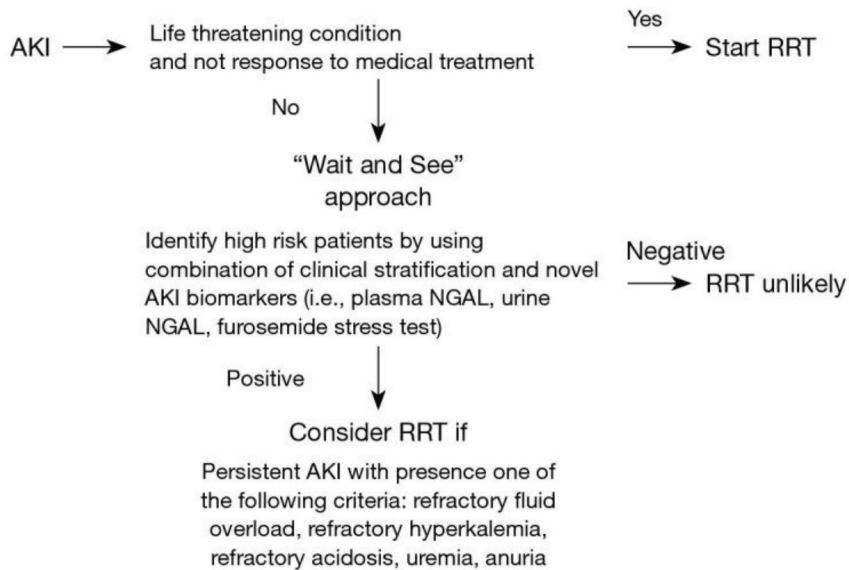 AKI
Life threatening condition
and not response to medical treatment
Yes
Start RRT
No
“Wait and See”
approach
Identify high risk patients by using
combination of clinical stratification and novel
AKI biomarkers (i.e., plasma NGAL, urine
NGAL, furosemide stress test)
Negative
RRT unlikely
Positive
Consider RRT if
Persistent AKI with presence one of
the following criteria: refractory fluid
overload, refractory hyperkalemia,
refractory acidosis, uremia, anuria